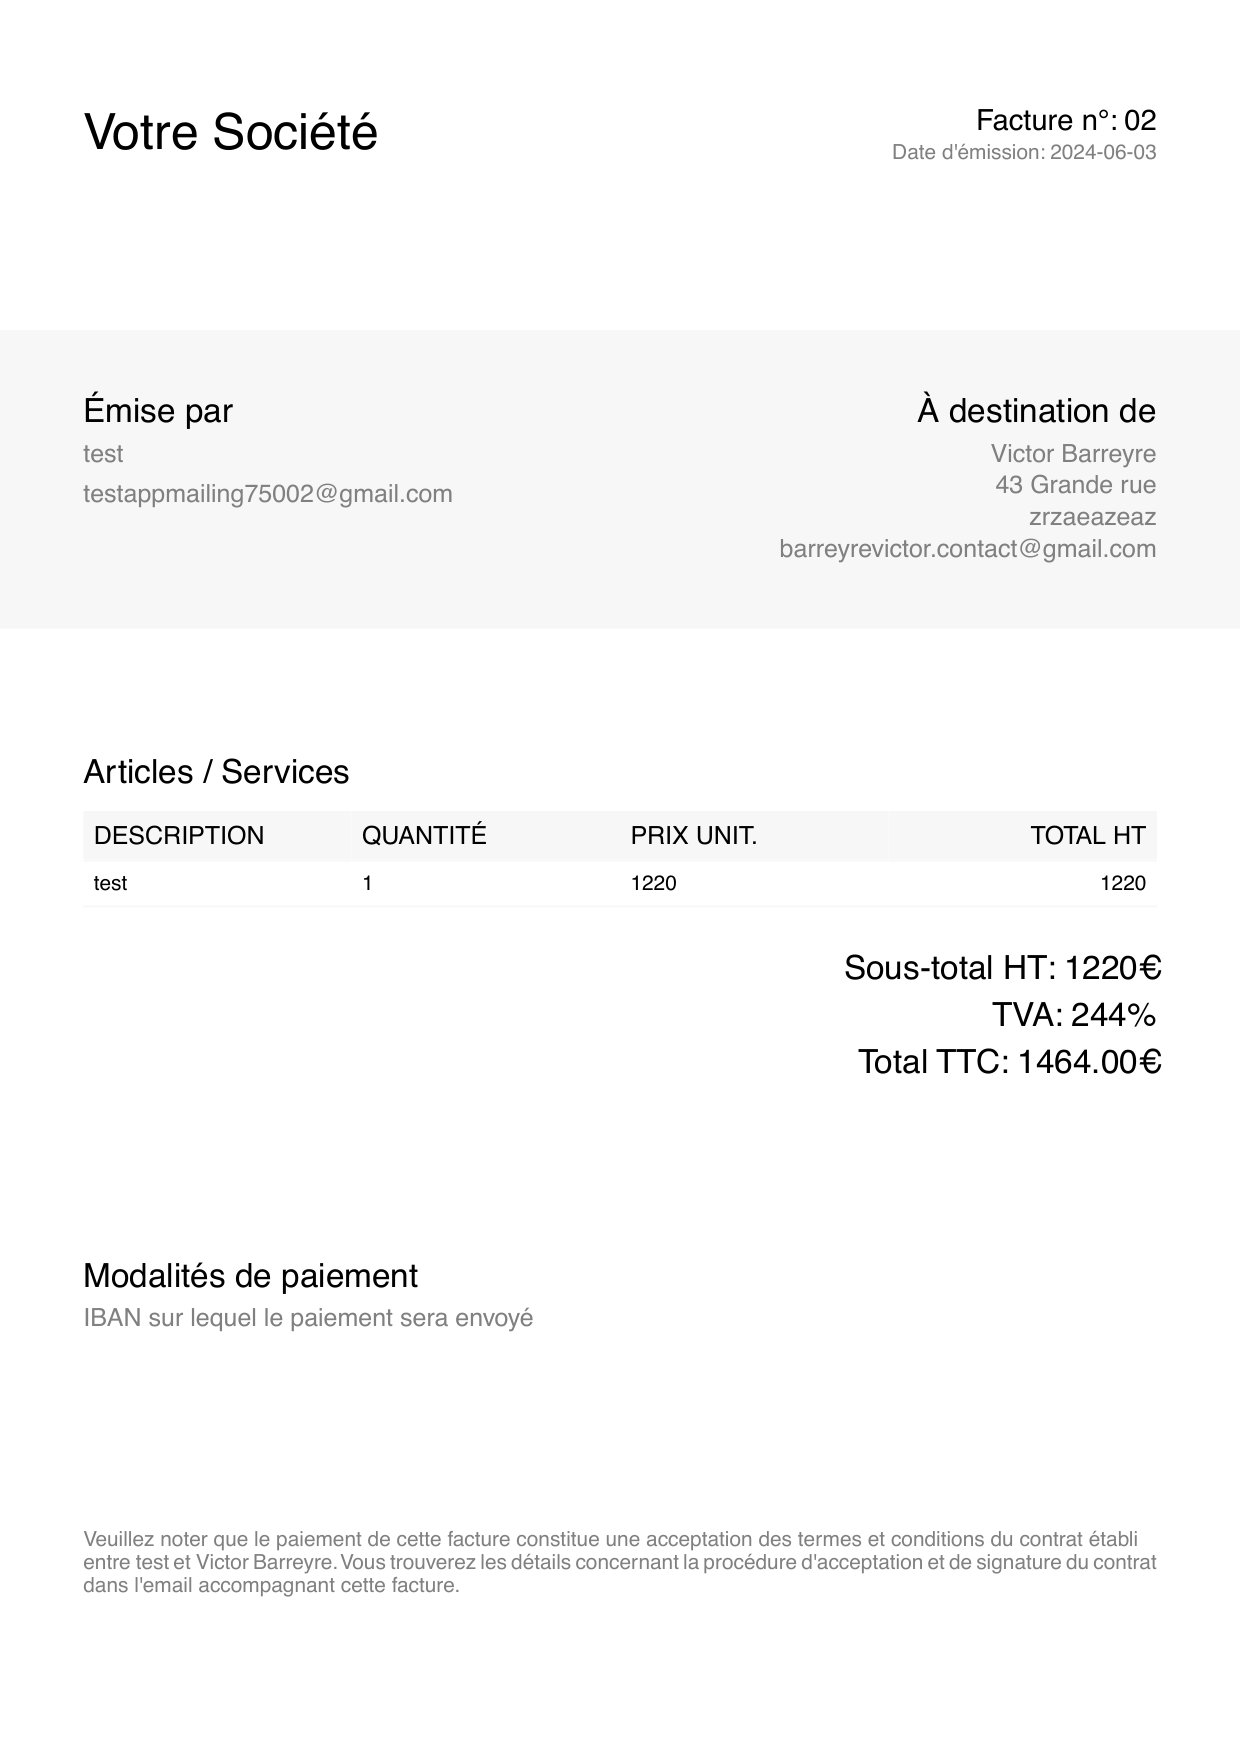 Votre Société
Facture n°: 02
Date d'émission: 2024-06-03
Émise par
test
testappmailing75002@gmail.com
À destination de
Victor Barreyre
43 Grande rue
zrzaeazeaz
barreyrevictor.contact@gmail.com
Articles / Services
DESCRIPTION QUANTITÉ PRIX UNIT. TOTAL HT
test 1 1220 1220
Sous-total HT: 1220€
TVA: 244%
Total TTC: 1464.00€
Modalités de paiement
IBAN sur lequel le paiement sera envoyé
Veuillez noter que le paiement de cette facture constitue une acceptation des termes et conditions du contrat établi
entre test et Victor Barreyre. Vous trouverez les détails concernant la procédure d'acceptation et de signature du contrat
dans l'email accompagnant cette facture.